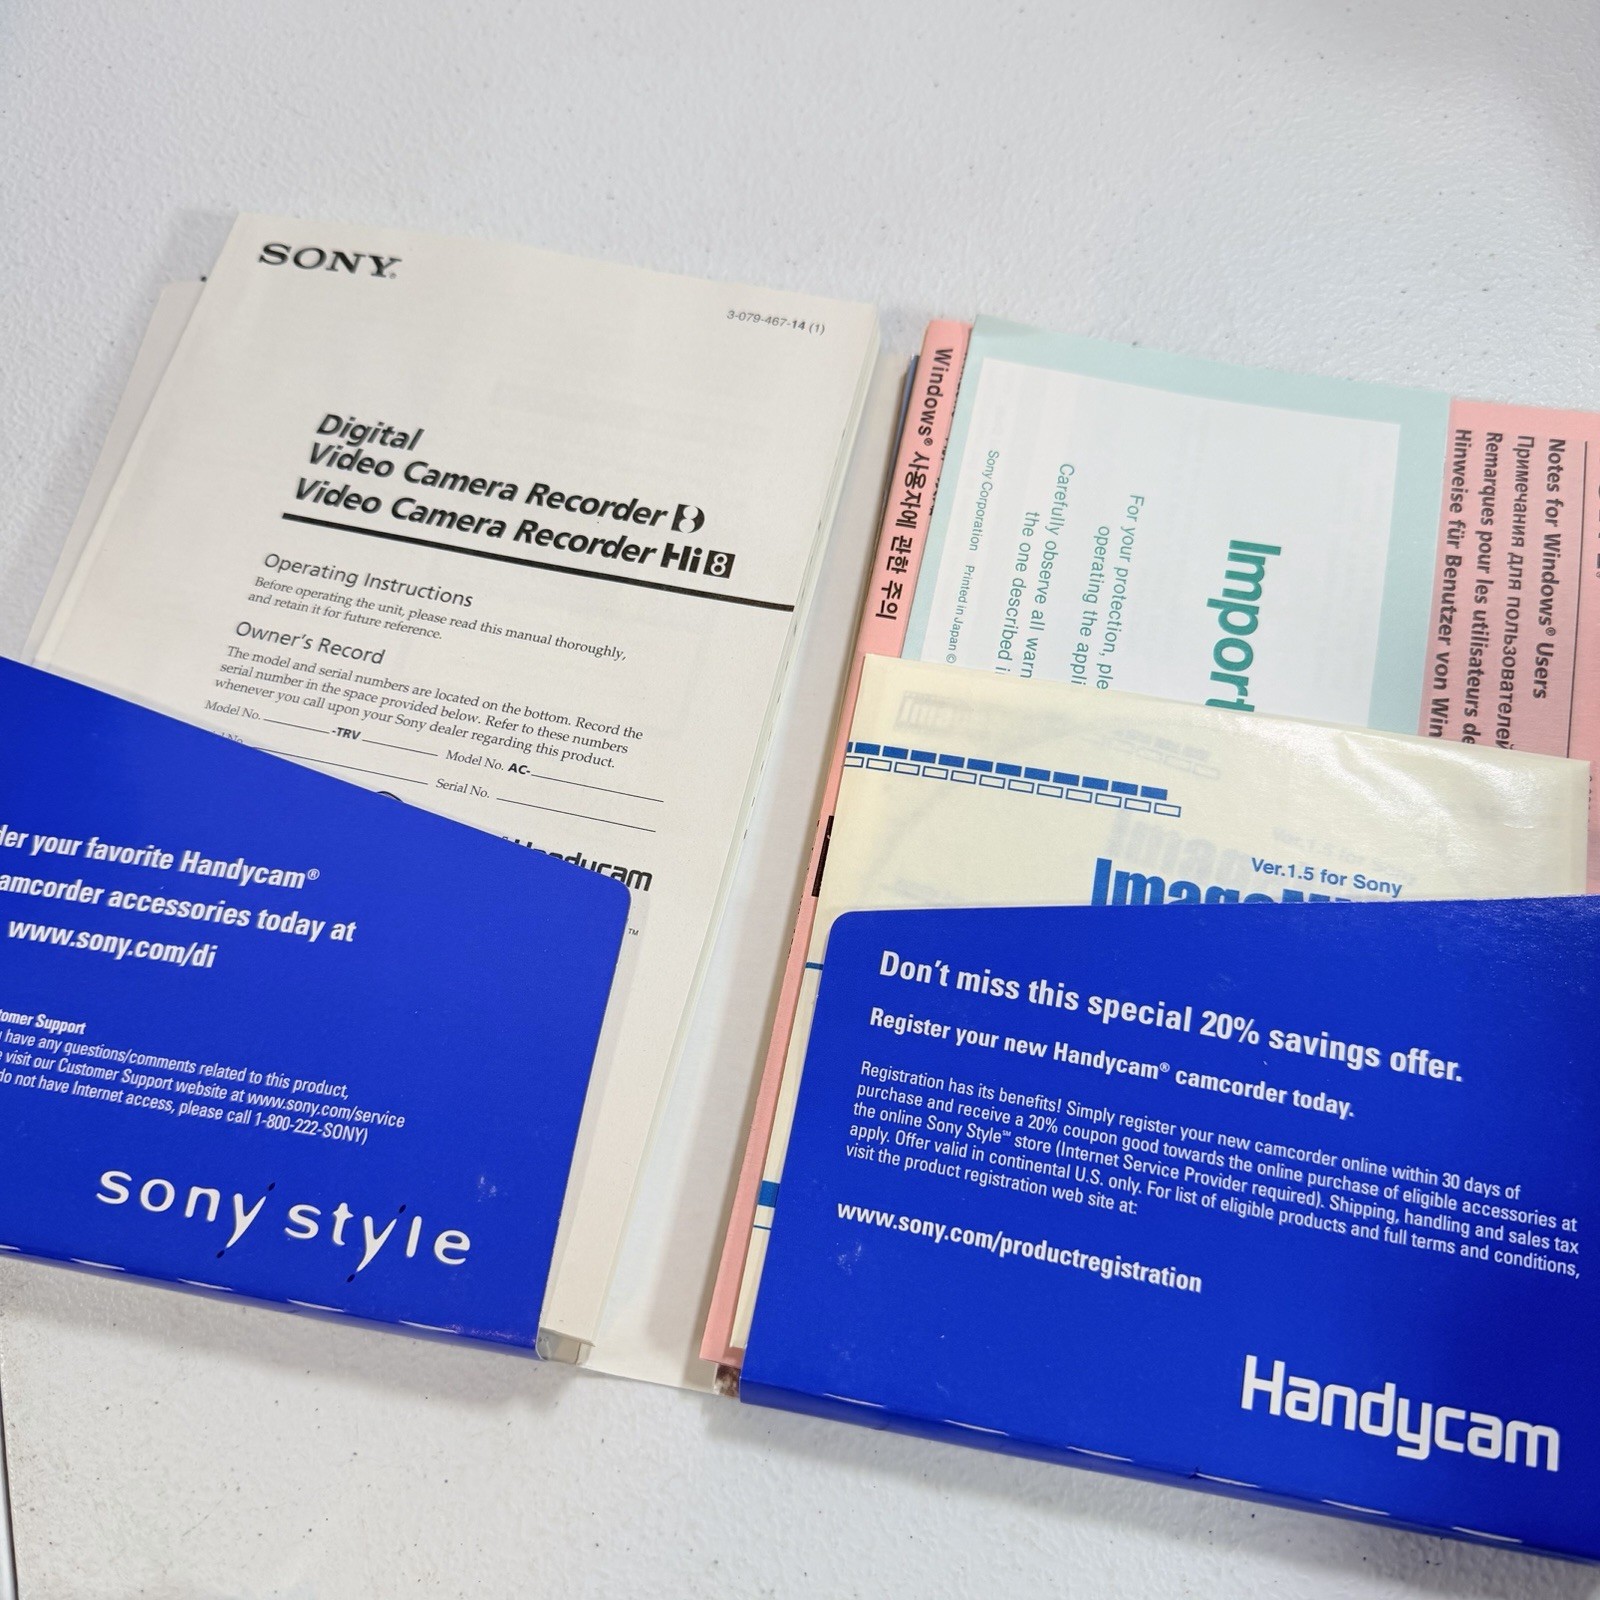 SONY®
3-079-467-14 (1)
Digital
Video Camera Recorder
Video Camera Recorder Hi8
Operating Instructions
Before operating the unit, please read this manual thoroughly,
and retain it for future reference.
Owner's Record
The model and serial numbers are located on the bottom. Record the
serial number in the space provided below. Refer to these numbers
whenever you call upon your Sony dealer regarding this product.
Model No. -TRV Model No. AC-
Serial No.
Handycam
TM
your favorite Handycam®
accessories today at
www.sony.com/di
Support
have any questions/comments related to this product,
visit our Customer Support website at www.sony.com/service
do not have Internet access, please call 1-800-222-SONY)
sony style
Windows® 사용자에 관한 주의
Sony Corporation Printed in Japan ©
For your protection,
operating the
Carefully observe all
the one described
Notes for Windows® Users
Примечания для
Remarques pour les utilisateurs de
Hinweise für Benutzer von
Ver.1.5 for Sony
Don't miss this special 20% savings offer.
Register your new Handycam® camcorder today.
Registration has its benefits! Simply register your new camcorder online within 30 days of
purchase and receive a 20% coupon good towards the online purchase of eligible accessories at
the online Sony Style℠ store (Internet Service Provider required). Shipping, handling and sales tax
apply. Offer valid in continental U.S. only. For list of eligible products and full terms and conditions,
visit the product registration web site at:
www.sony.com/productregistration
Handycam